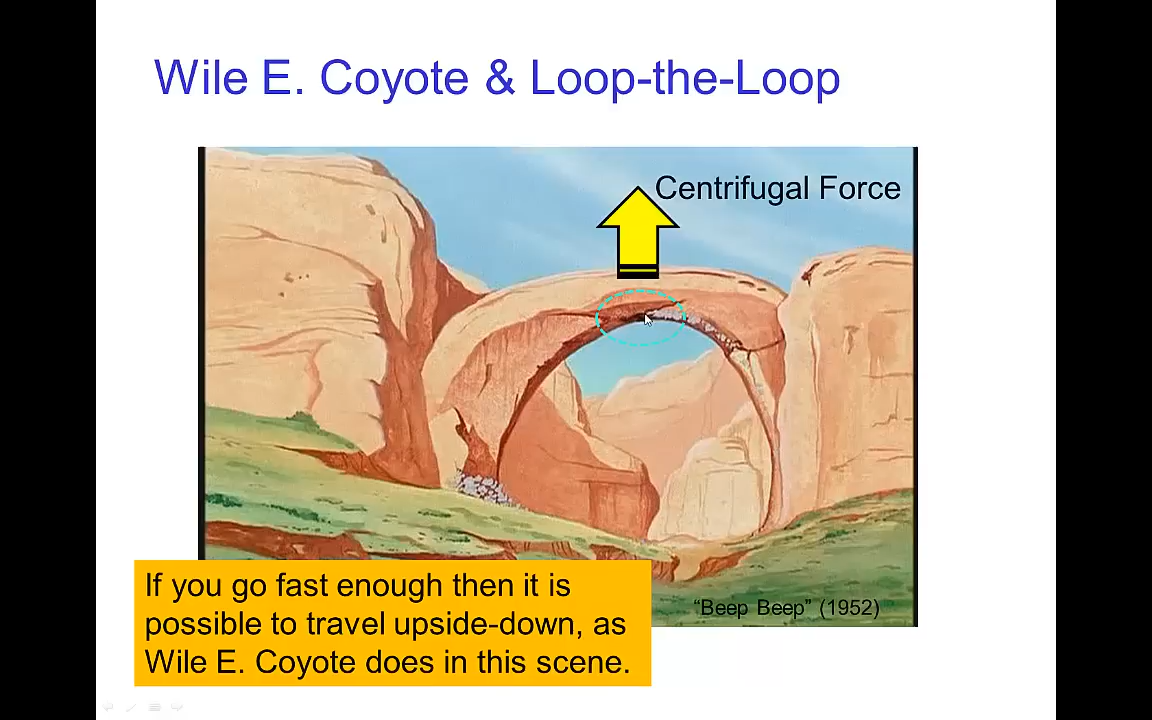 Wile E. Coyote & Loop-the-Loop
Centrifugal Force
If you go fast enough then it is
possible to travel upside-down, as
Wile E. Coyote does in this scene.
“Beep Beep” (1952)